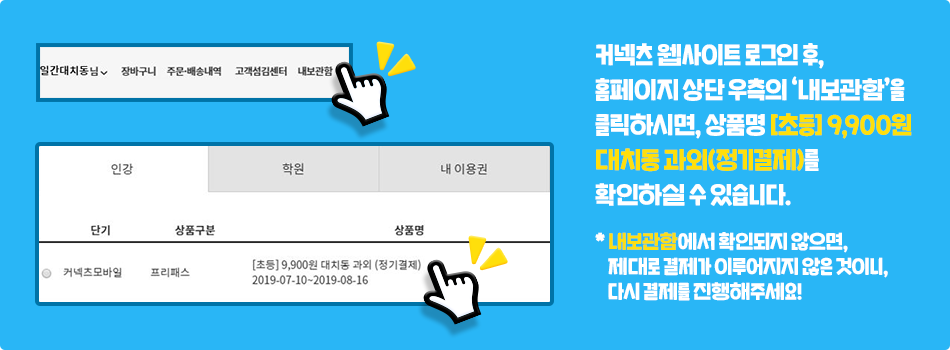 일간대치동님 장바구니 주문·배송내역 고객섬김센터 내보관함
인강 학원 내 이용권
단기 상품구분 상품명
커넥츠모바일 프리패스 [초등] 9,900원 대치동 과외 (정기결제)
2019-07-10~2019-08-16
커넥츠 웹사이트 로그인 후,
홈페이지 상단 우측의 ‘내보관함’을
클릭하시면, 상품명 [초등] 9,900원
대치동 과외(정기결제)를
확인하실 수 있습니다.
* 내보관함에서 확인되지 않으면,
제대로 결제가 이루어지지 않은 것이니,
다시 결제를 진행해주세요!